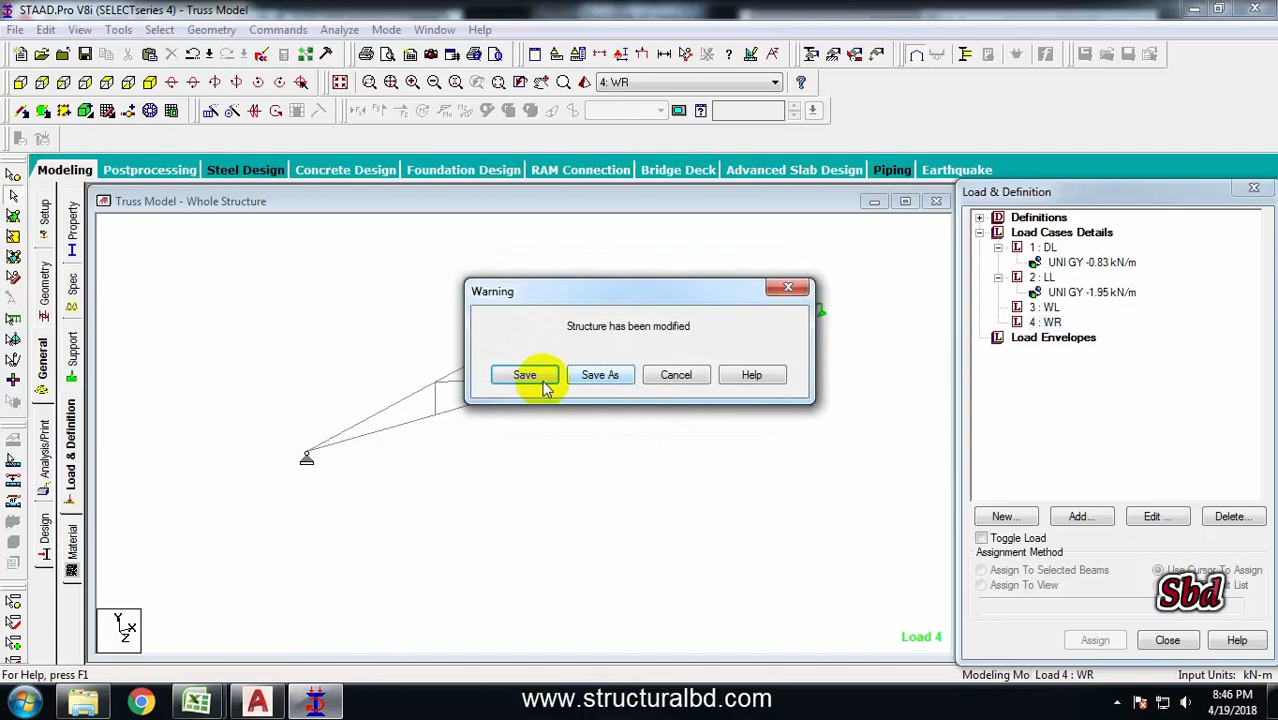 STAAD.Pro V8i (SELECTseries 4) - Truss Model
File Edit View Tools Select Geometry Commands Analyze Mode Window Help
4: WR
Modeling Postprocessing Steel Design Concrete Design Foundation Design RAM Connection Bridge Deck Advanced Slab Design Piping Earthquake
Truss Model - Whole Structure
Load & Definition
Definitions
Load Cases Details
1 : DL
UNI GY -0.83 kN/m
2 : LL
UNI GY -1.95 kN/m
3 : WL
4 : WR
Load Envelopes
Setup
Geometry
General
Analysis/Print
Design
Property
Spec
Support
Load & Definition
Material
Warning
Structure has been modified
Save Save As Cancel Help
New... Add... Edit ... Delete...
Toggle Load
Assignment Method
Assign To Selected Beams
Use Cursor To Assign
Assign To View
List
Sbd
Assign Close Help
Y
X
Z
Load 4
For Help, press F1
Modeling Mo Load 4 : WR
Input Units: kN-m
www.structuralbd.com
8:46 PM
4/19/2018